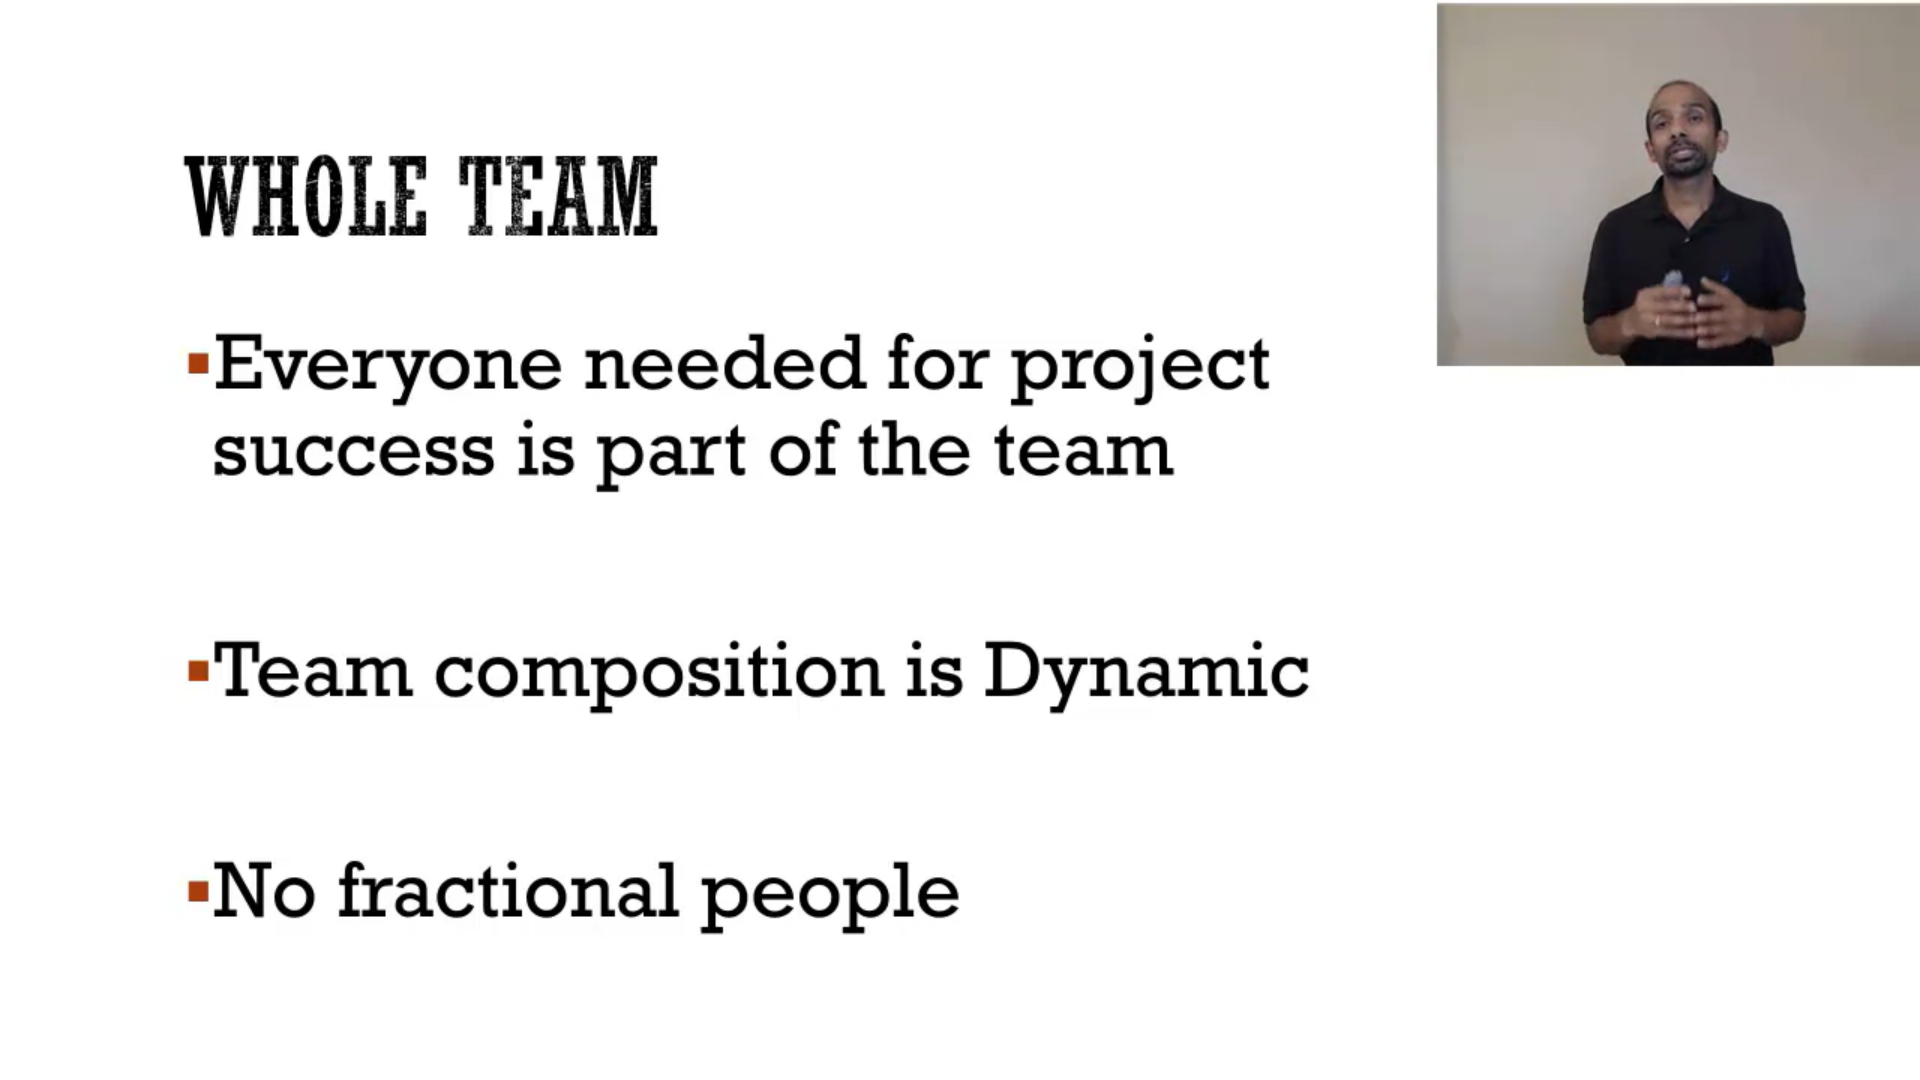 WHOLE TEAM
▪Everyone needed for project
success is part of the team
▪Team composition is Dynamic
▪No fractional people